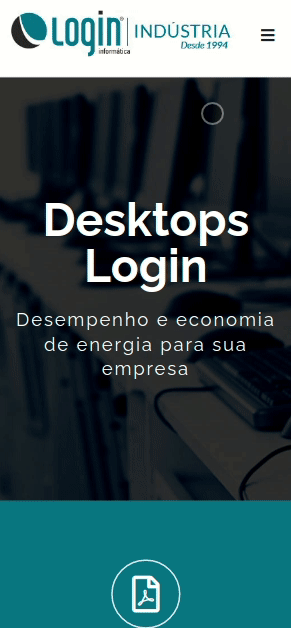 Login®
informática
INDÚSTRIA
Desde 1994
Desktops
Login
Desempenho e economia
de energia para sua
empresa